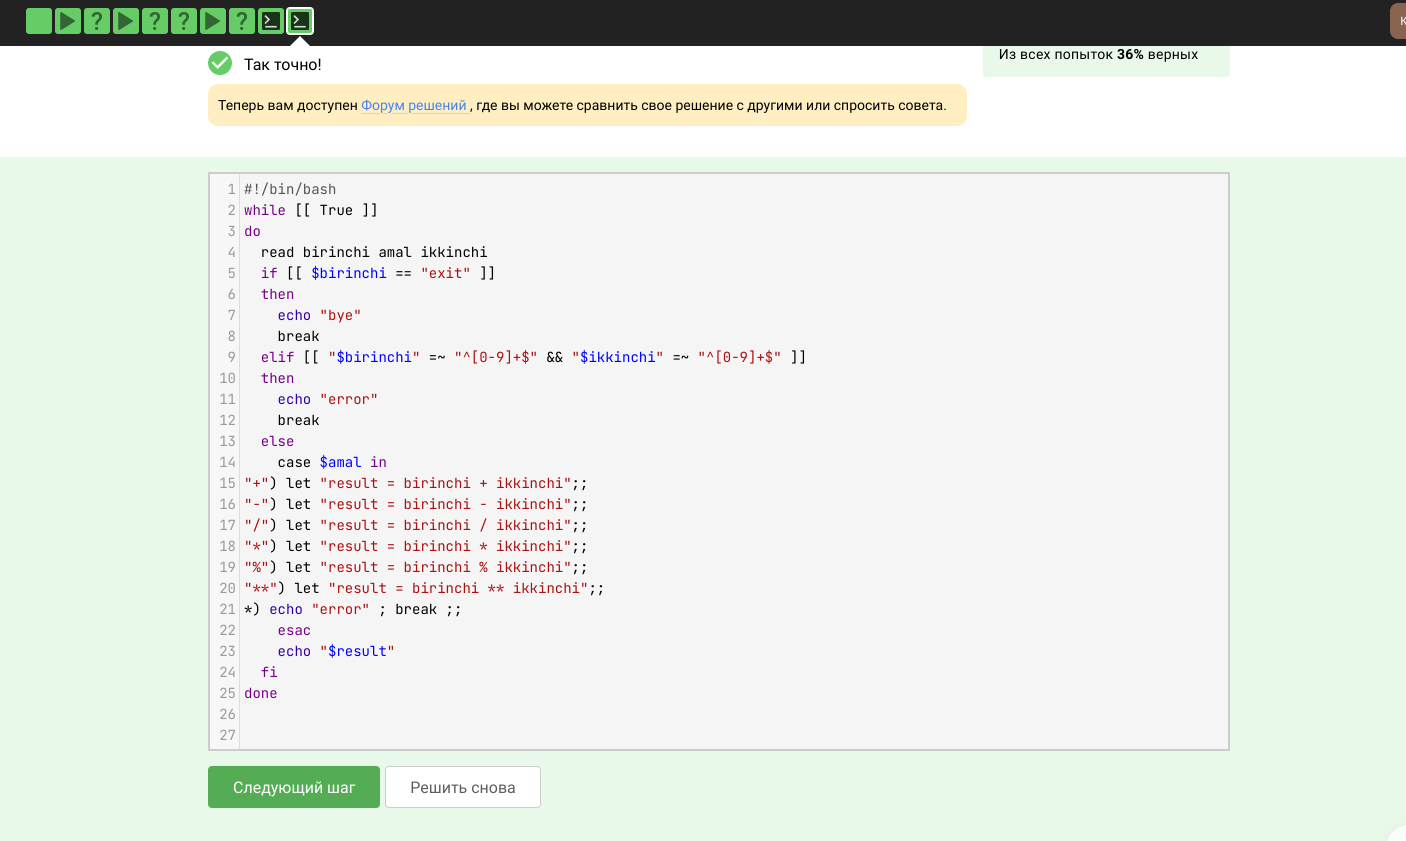 К
Так точно!
Из всех попыток 36% верных
Теперь вам доступен Форум решений , где вы можете сравнить свое решение с другими или спросить совета.
1 #!/bin/bash
2 while [[ True ]]
3 do
4   read birinchi amal ikkinchi
5   if [[ $birinchi == "exit" ]]
6   then
7     echo "bye"
8     break
9   elif [[ "$birinchi" =~ "^[0-9]+$" && "$ikkinchi" =~ "^[0-9]+$" ]]
10   then
11     echo "error"
12     break
13   else
14     case $amal in
15 "+") let "result = birinchi + ikkinchi";;
16 "-") let "result = birinchi - ikkinchi";;
17 "/") let "result = birinchi / ikkinchi";;
18 "*") let "result = birinchi * ikkinchi";;
19 "%") let "result = birinchi % ikkinchi";;
20 "**") let "result = birinchi ** ikkinchi";;
21 *) echo "error" ; break ;;
22     esac
23     echo "$result"
24   fi
25 done
26
27
Следующий шаг
Решить снова